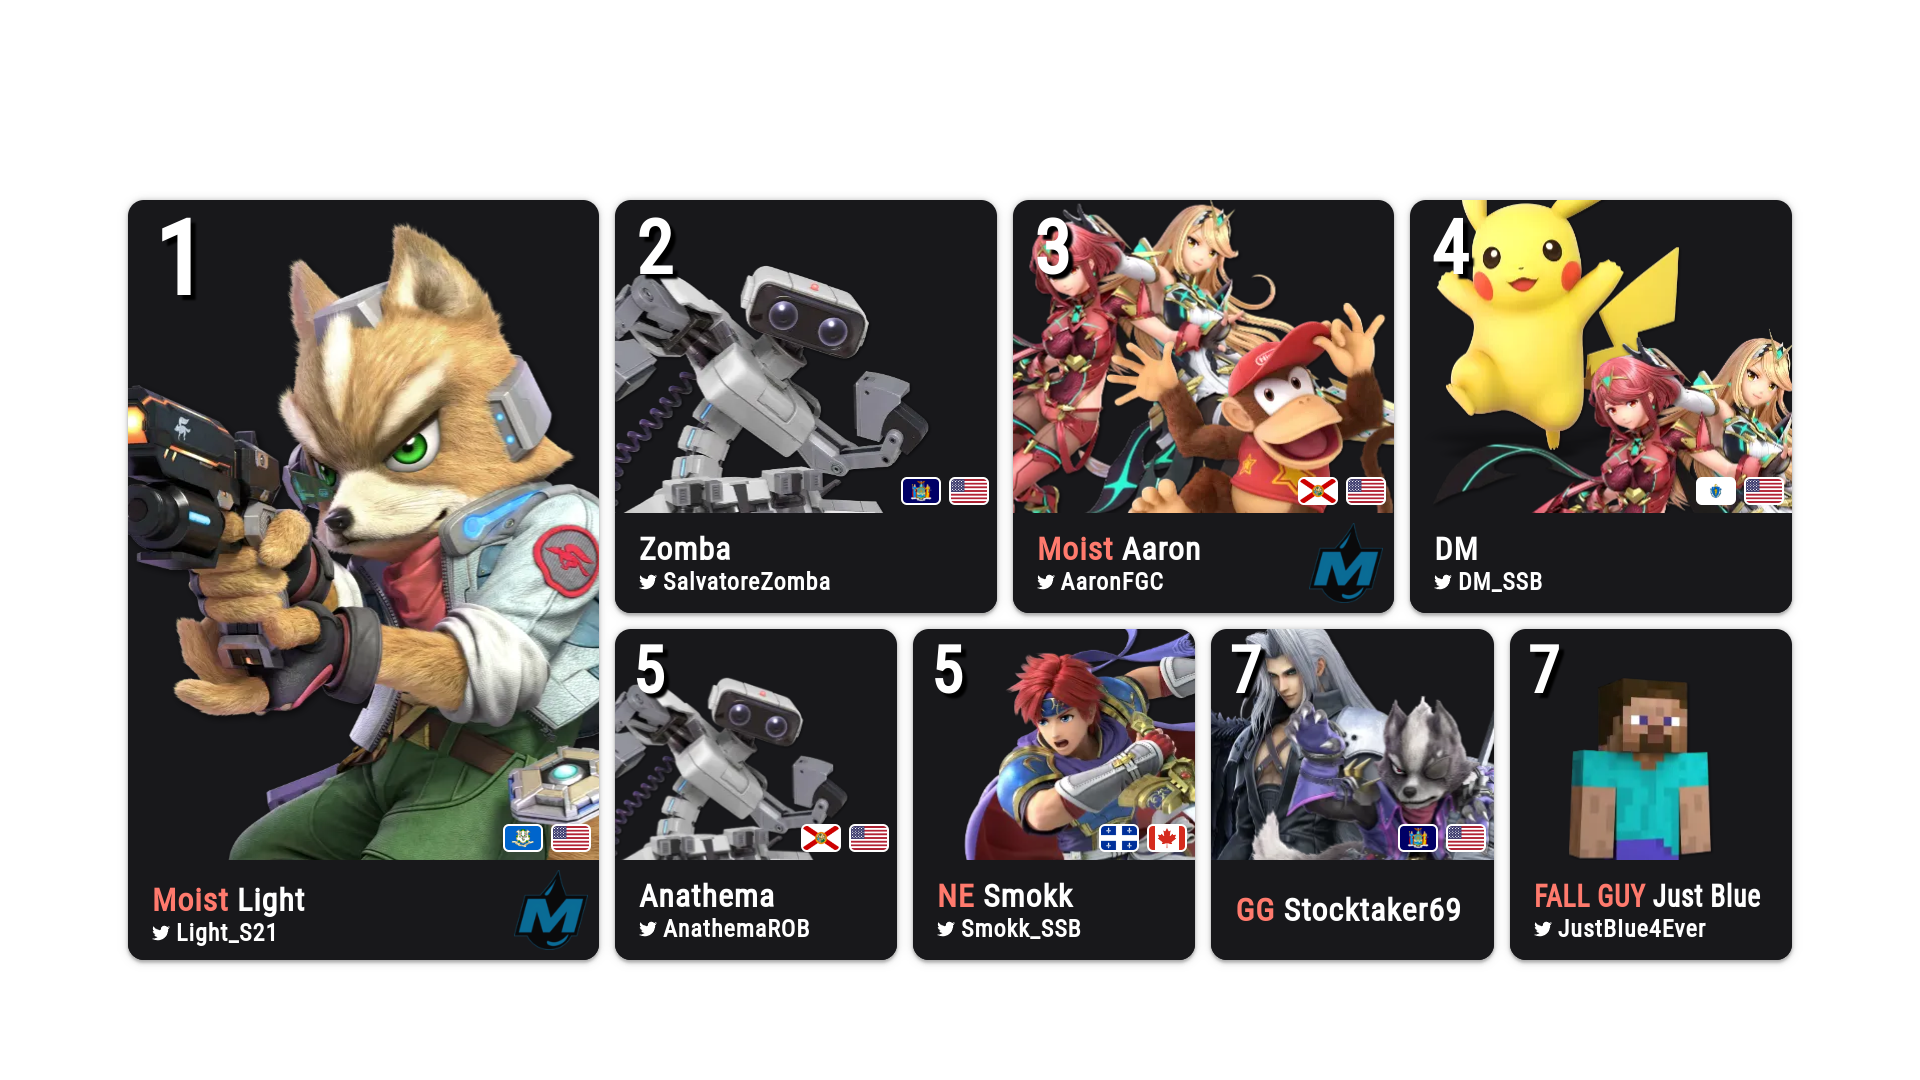 1
Moist Light
Light_S21
M
2
Zomba
SalvatoreZomba
3
Moist Aaron
AaronFGC
M
4
DM
DM_SSB
5
Anathema
AnathemaROB
5
NE Smokk
Smokk_SSB
7
GG Stocktaker69
7
FALL GUY Just Blue
JustBlue4Ever